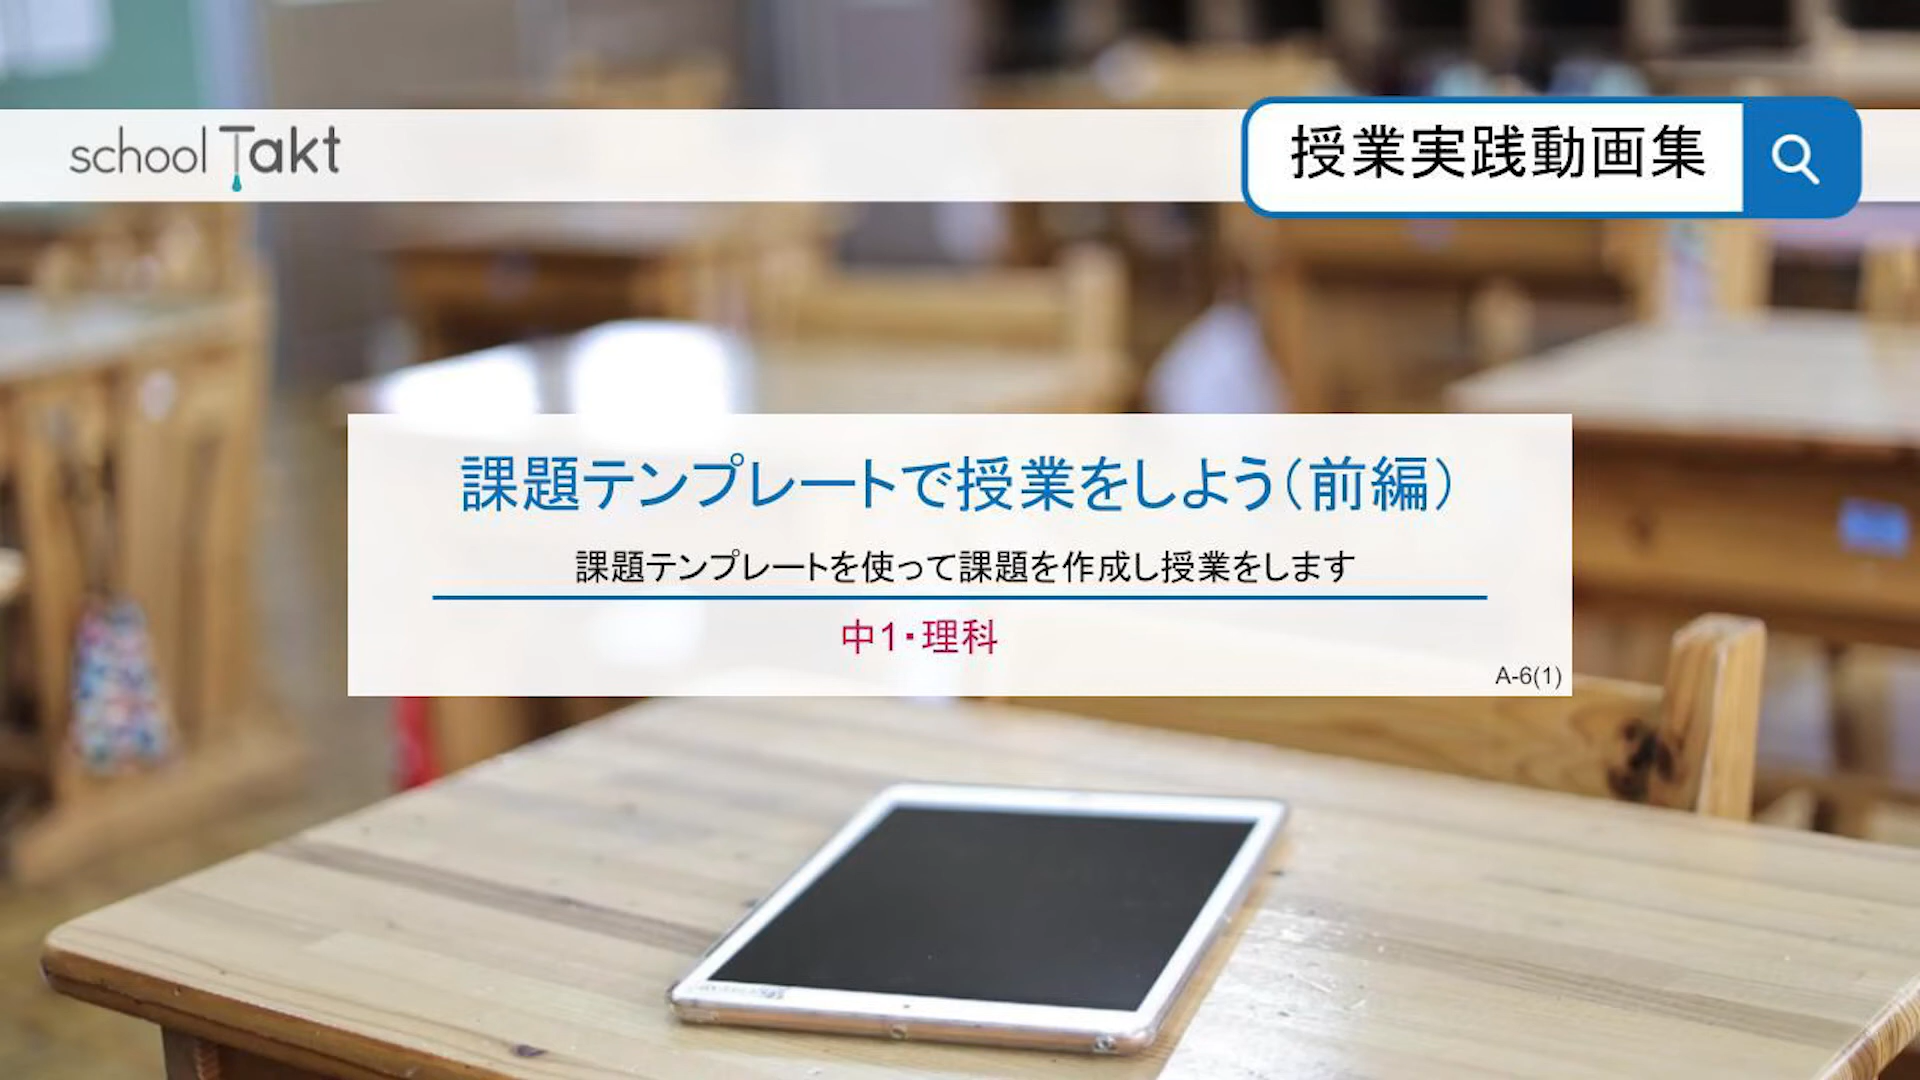 schoolTakt
授業実践動画集
課題テンプレートで授業をしよう（前編）
課題テンプレートを使って課題を作成し授業をします
中1・理科
A-6(1)